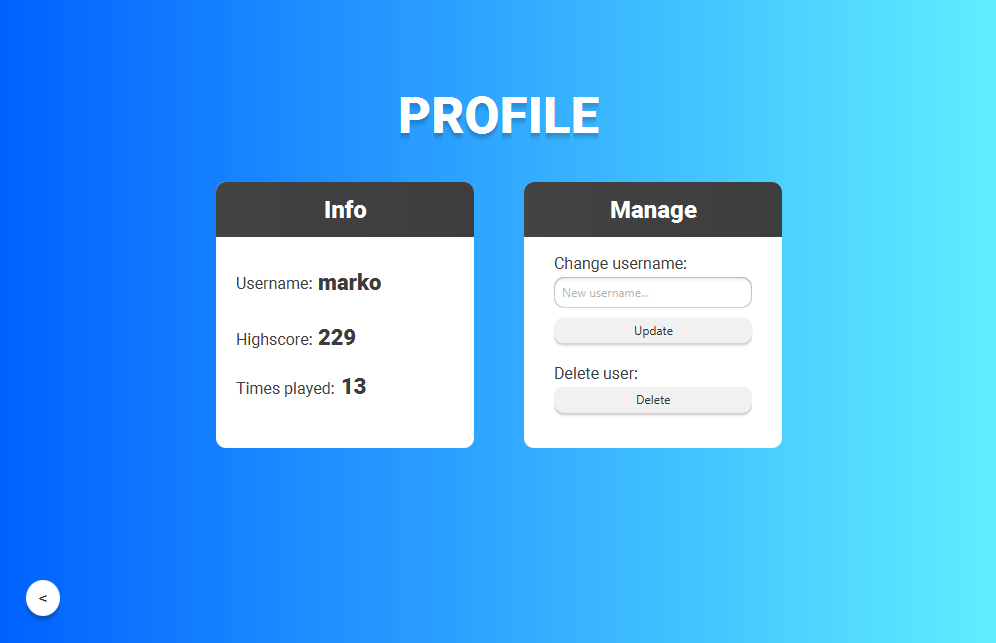 PROFILE
Info
Username: marko
Highscore: 229
Times played: 13
Manage
Change username:
New username...
Update
Delete user:
Delete
<